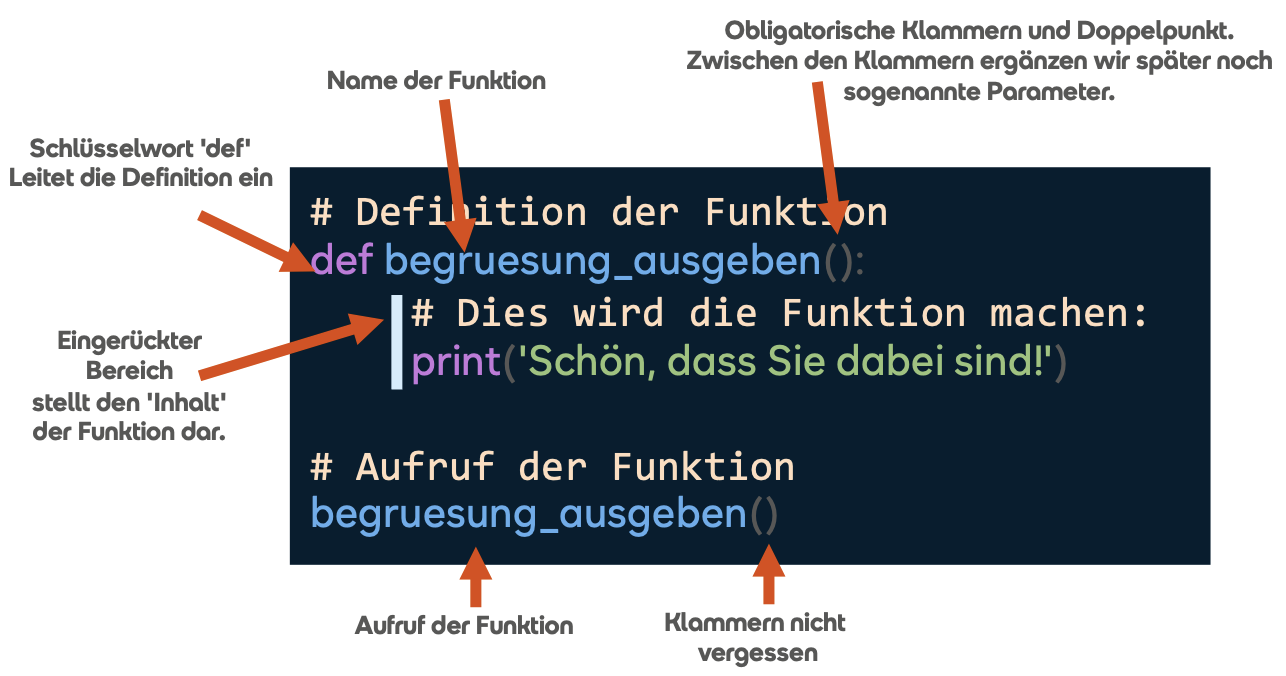 Obligatorische Klammern und Doppelpunkt.
Zwischen den Klammern ergänzen wir später noch
sogenannte Parameter.
Name der Funktion
Schlüsselwort 'def'
Leitet die Definition ein
# Definition der Funktion
def begruesung_ausgeben():
# Dies wird die Funktion machen:
print('Schön, dass Sie dabei sind!')
Eingerückter
Bereich
stellt den 'Inhalt'
der Funktion dar.
# Aufruf der Funktion
begruesung_ausgeben()
Aufruf der Funktion
Klammern nicht
vergessen